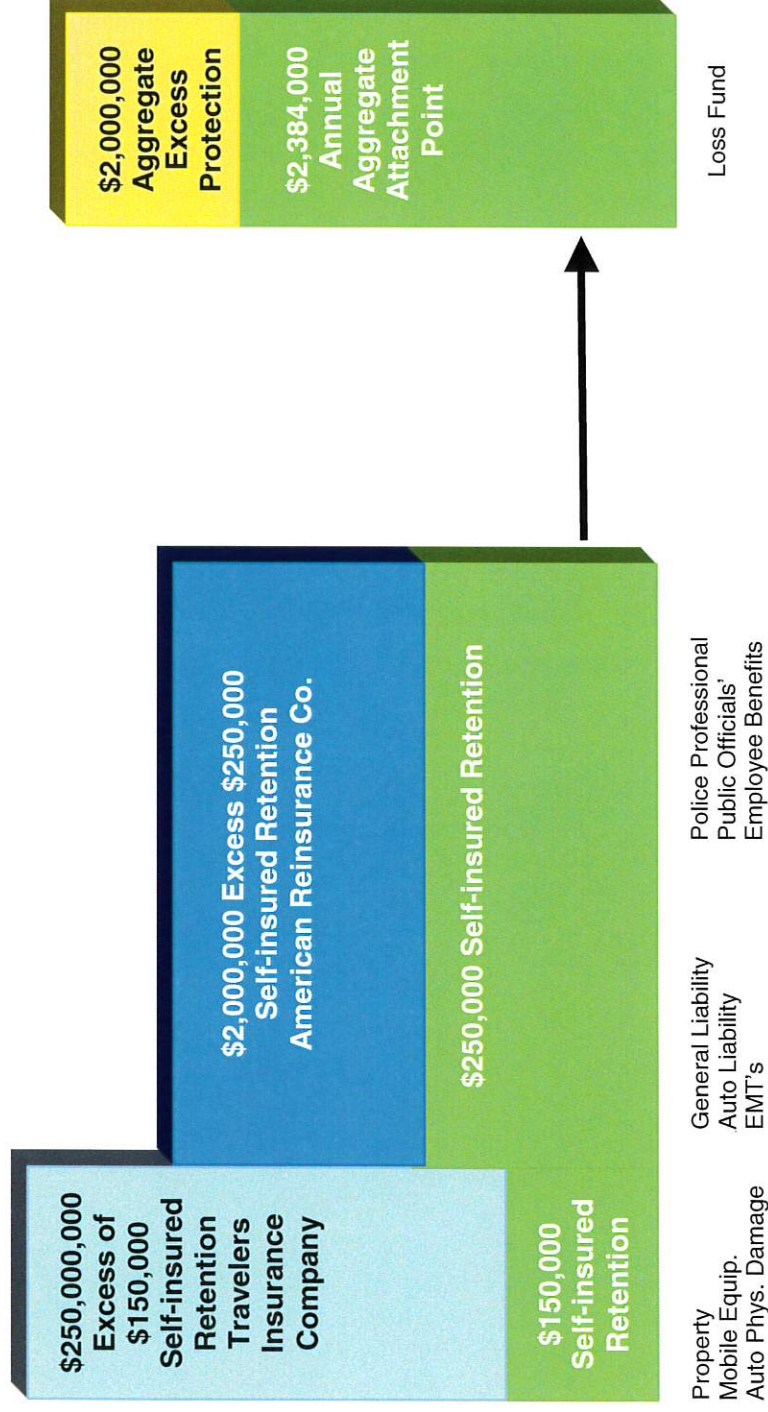 $250,000,000
Excess of
$150,000
Self-insured
Retention
Travelers
Insurance
Company
$150,000
Self-insured
Retention
$2,000,000 Excess $250,000
Self-insured Retention
American Reinsurance Co.
$250,000 Self-insured Retention
$2,000,000
Aggregate
Excess
Protection
$2,384,000
Annual
Aggregate
Attachment
Point
Property
Mobile Equip.
Auto Phys. Damage
General Liability
Auto Liability
EMT's
Police Professional
Public Officials'
Employee Benefits
Loss Fund